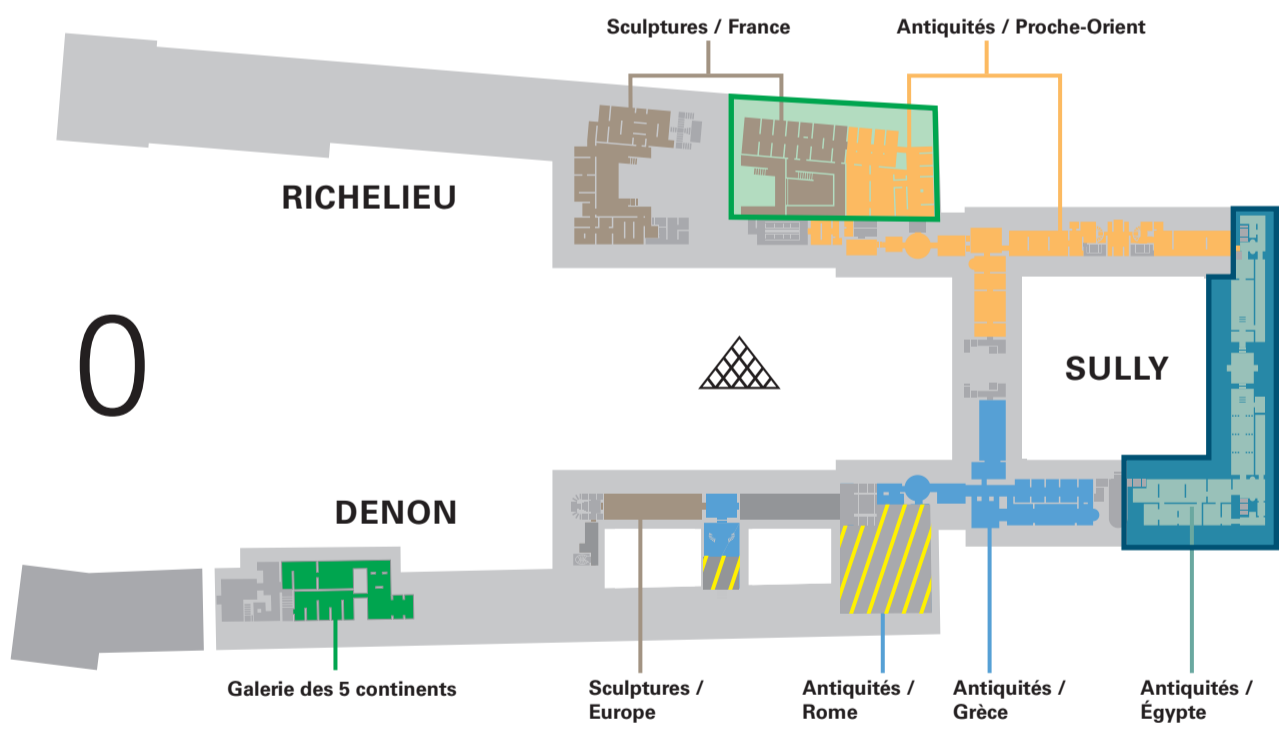 Sculptures / France
Antiquités / Proche-Orient
RICHELIEU
0
SULLY
DENON
Galerie des 5 continents
Sculptures /
Europe
Antiquités /
Rome
Antiquités /
Grèce
Antiquités /
Égypte